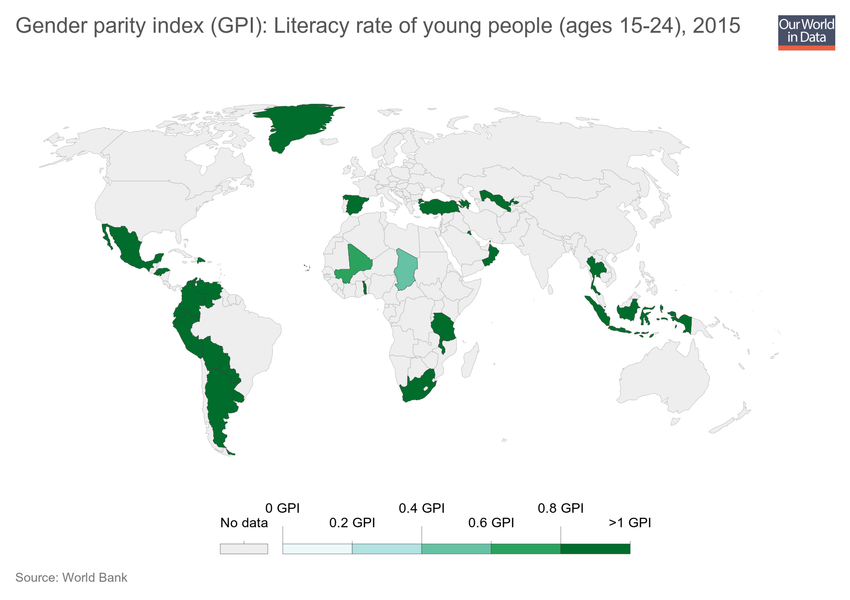 Gender parity index (GPI): Literacy rate of young people (ages 15-24), 2015
Our World
in Data
0 GPI
0.4 GPI
0.8 GPI
No data
0.2 GPI
0.6 GPI
>1 GPI
Source: World Bank